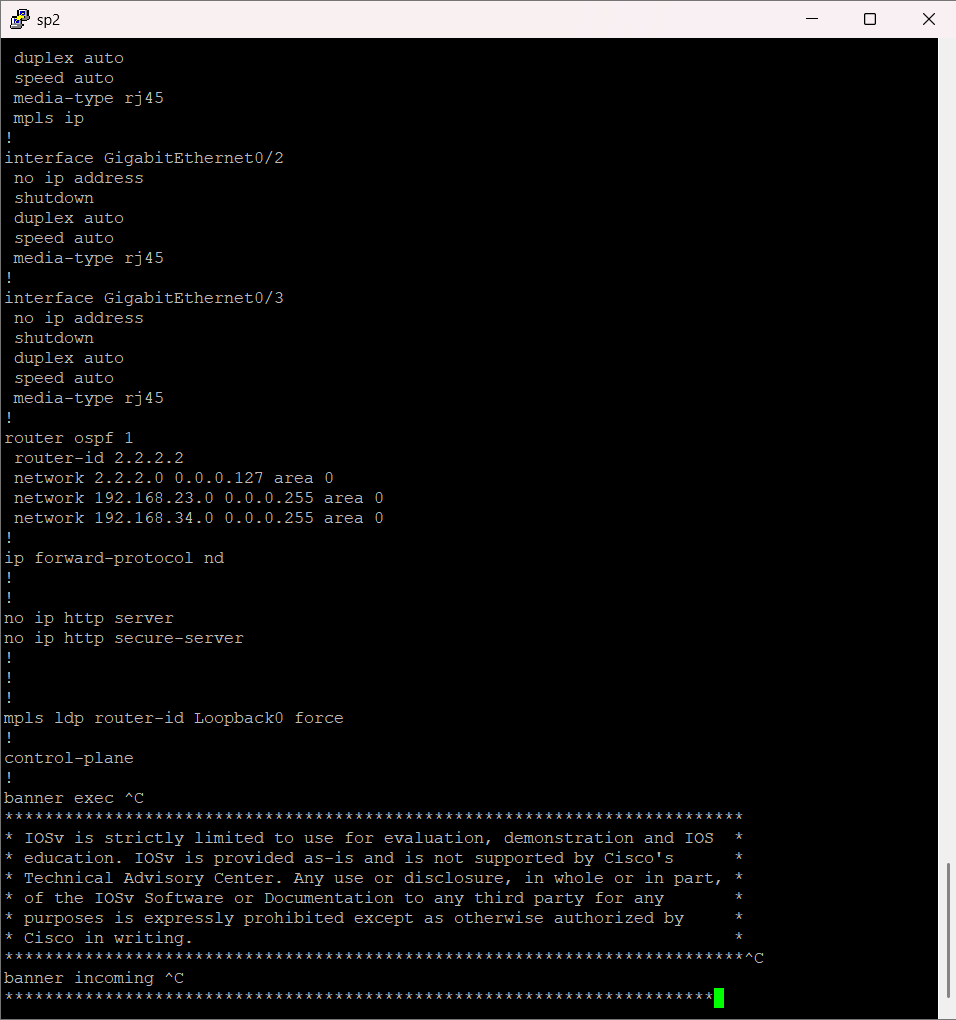 sp2
 duplex auto
 speed auto
 media-type rj45
 mpls ip
!
interface GigabitEthernet0/2
 no ip address
 shutdown
 duplex auto
 speed auto
 media-type rj45
!
interface GigabitEthernet0/3
 no ip address
 shutdown
 duplex auto
 speed auto
 media-type rj45
!
router ospf 1
 router-id 2.2.2.2
 network 2.2.2.0 0.0.0.127 area 0
 network 192.168.23.0 0.0.0.255 area 0
 network 192.168.34.0 0.0.0.255 area 0
!
ip forward-protocol nd
!
!
no ip http server
no ip http secure-server
!
!
!
mpls ldp router-id Loopback0 force
!
control-plane
!
banner exec ^C
**************************************************************************
* IOSv is strictly limited to use for evaluation, demonstration and IOS  *
* education. IOSv is provided as-is and is not supported by Cisco's      *
* Technical Advisory Center. Any use or disclosure, in whole or in part, *
* of the IOSv Software or Documentation to any third party for any       *
* purposes is expressly prohibited except as otherwise authorized by     *
* Cisco in writing.                                                      *
**************************************************************************^C
banner incoming ^C
***********************************************************************